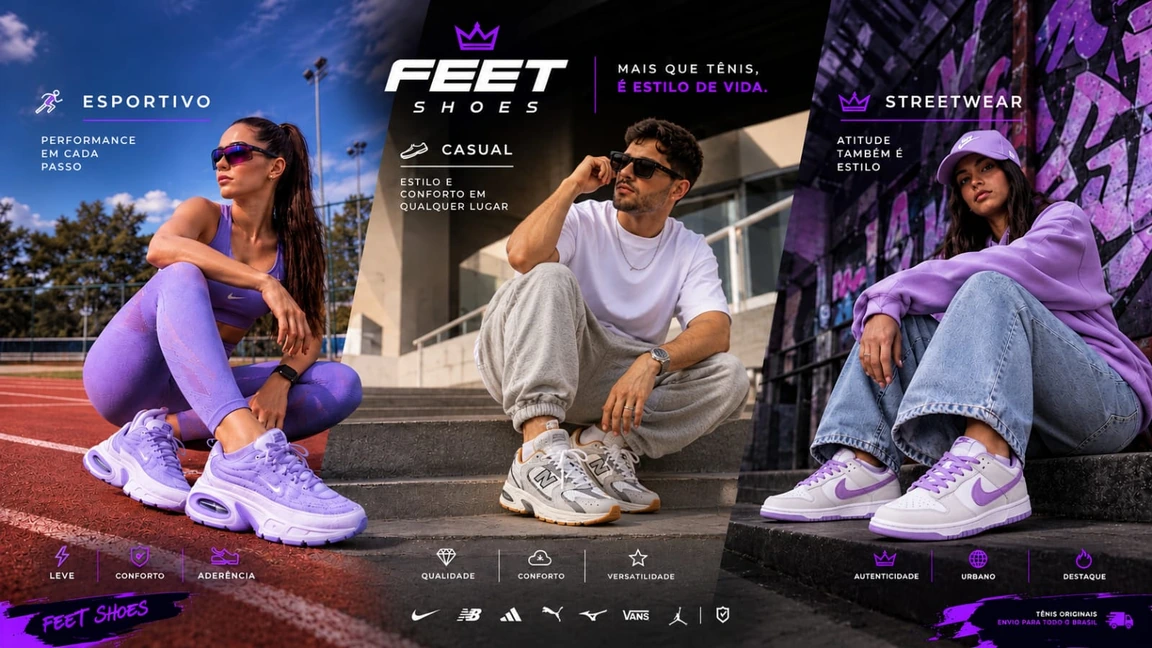 FEET
SHOES
MAIS QUE TÊNIS,
É ESTILO DE VIDA.
ESPORTIVO
PERFORMANCE
EM CADA
PASSO
CASUAL
ESTILO E
CONFORTO EM
QUALQUER LUGAR
STREETWEAR
ATITUDE
TAMBÉM É
ESTILO
LEVE
CONFORTO
ADERÊNCIA
QUALIDADE
CONFORTO
VERSATILIDADE
AUTENTICIDADE
URBANO
DESTAQUE
FEET SHOES
NB
VANS
TÊNIS ORIGINAIS
ENVIO PARA TODO O BRASIL